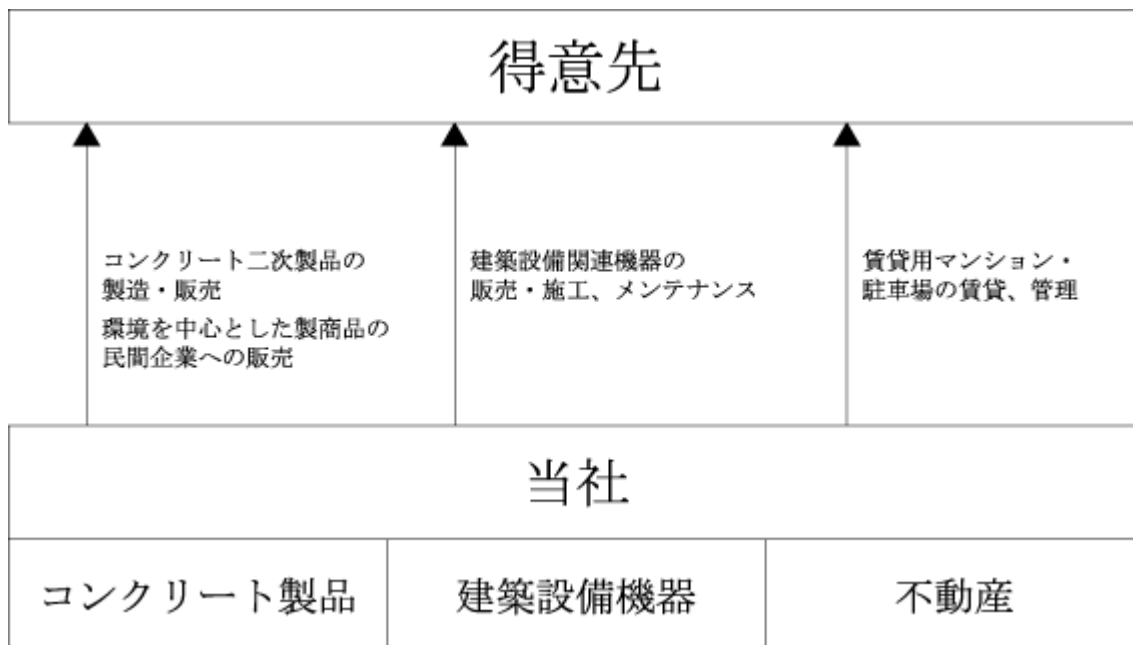 得意先
コンクリート二次製品の
製造・販売
環境を中心とした製商品の
民間企業への販売
建築設備関連機器の
販売・施工、メンテナンス
賃貸用マンション・
駐車場の賃貸、管理
当社
コンクリート製品
建築設備機器
不動産